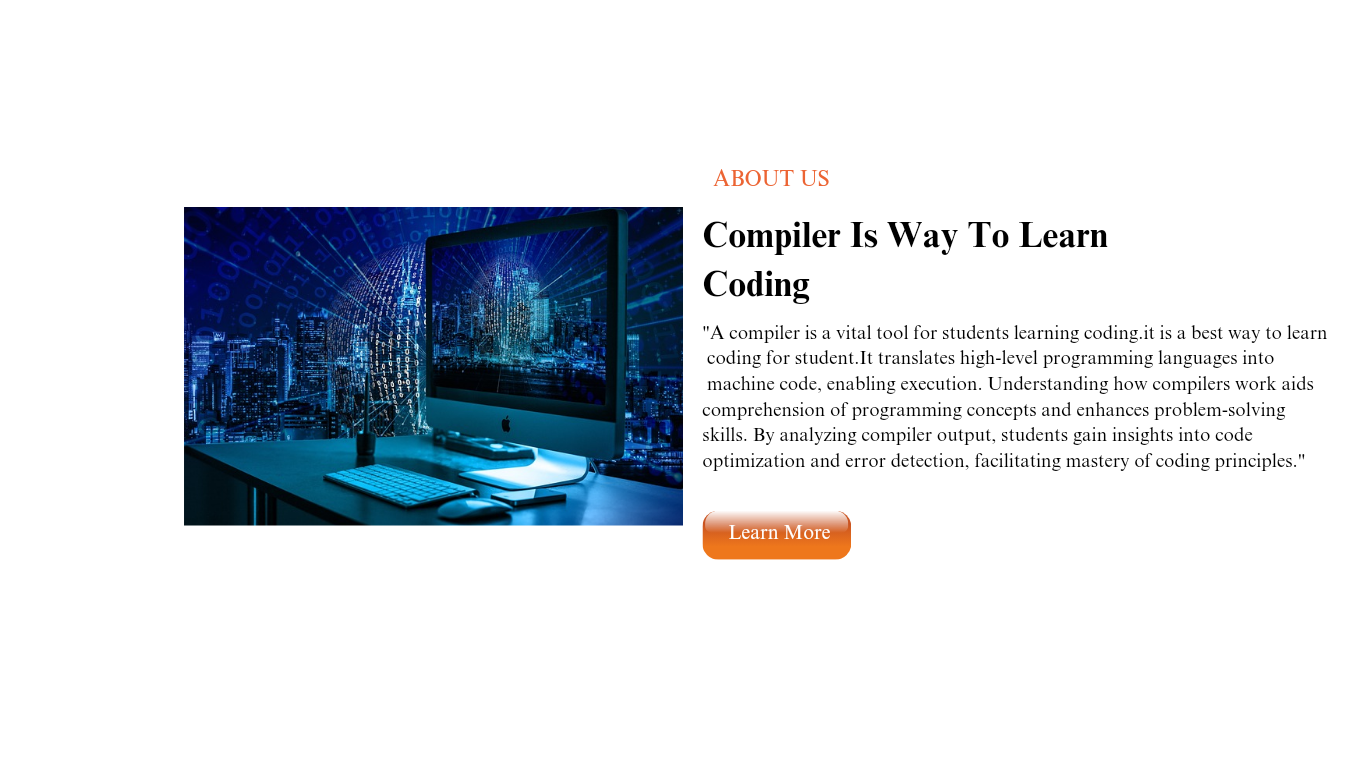 ABOUT US
Compiler Is Way To Learn
Coding
"A compiler is a vital tool for students learning coding.it is a best way to learn
coding for student.It translates high-level programming languages into
machine code, enabling execution. Understanding how compilers work aids
comprehension of programming concepts and enhances problem-solving
skills. By analyzing compiler output, students gain insights into code
optimization and error detection, facilitating mastery of coding principles."
Learn More